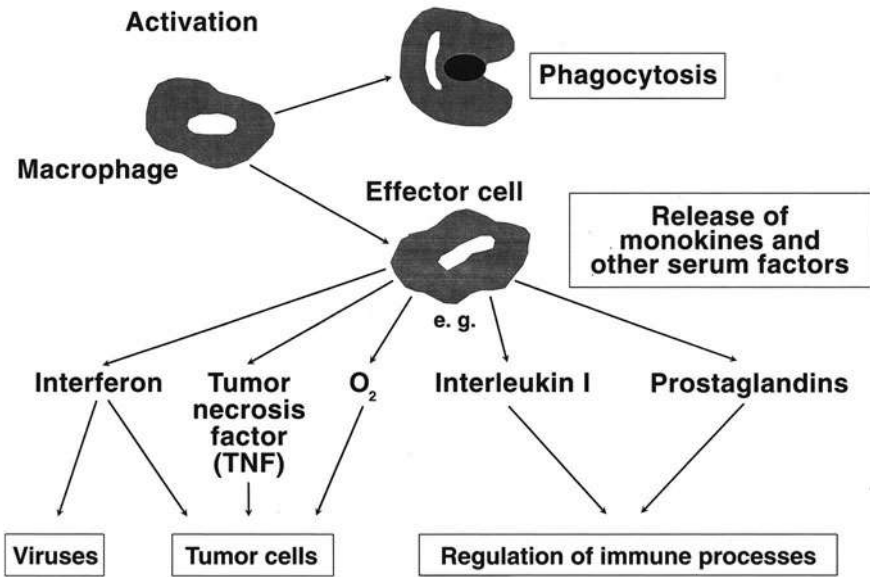 Activation
Phagocytosis
Macrophage
Effector cell
Release of
monokines and
other serum factors
e. g.
Interferon
Tumor
necrosis
factor
(TNF)
O2
Interleukin I
Prostaglandins
Viruses
Tumor cells
Regulation of immune processes